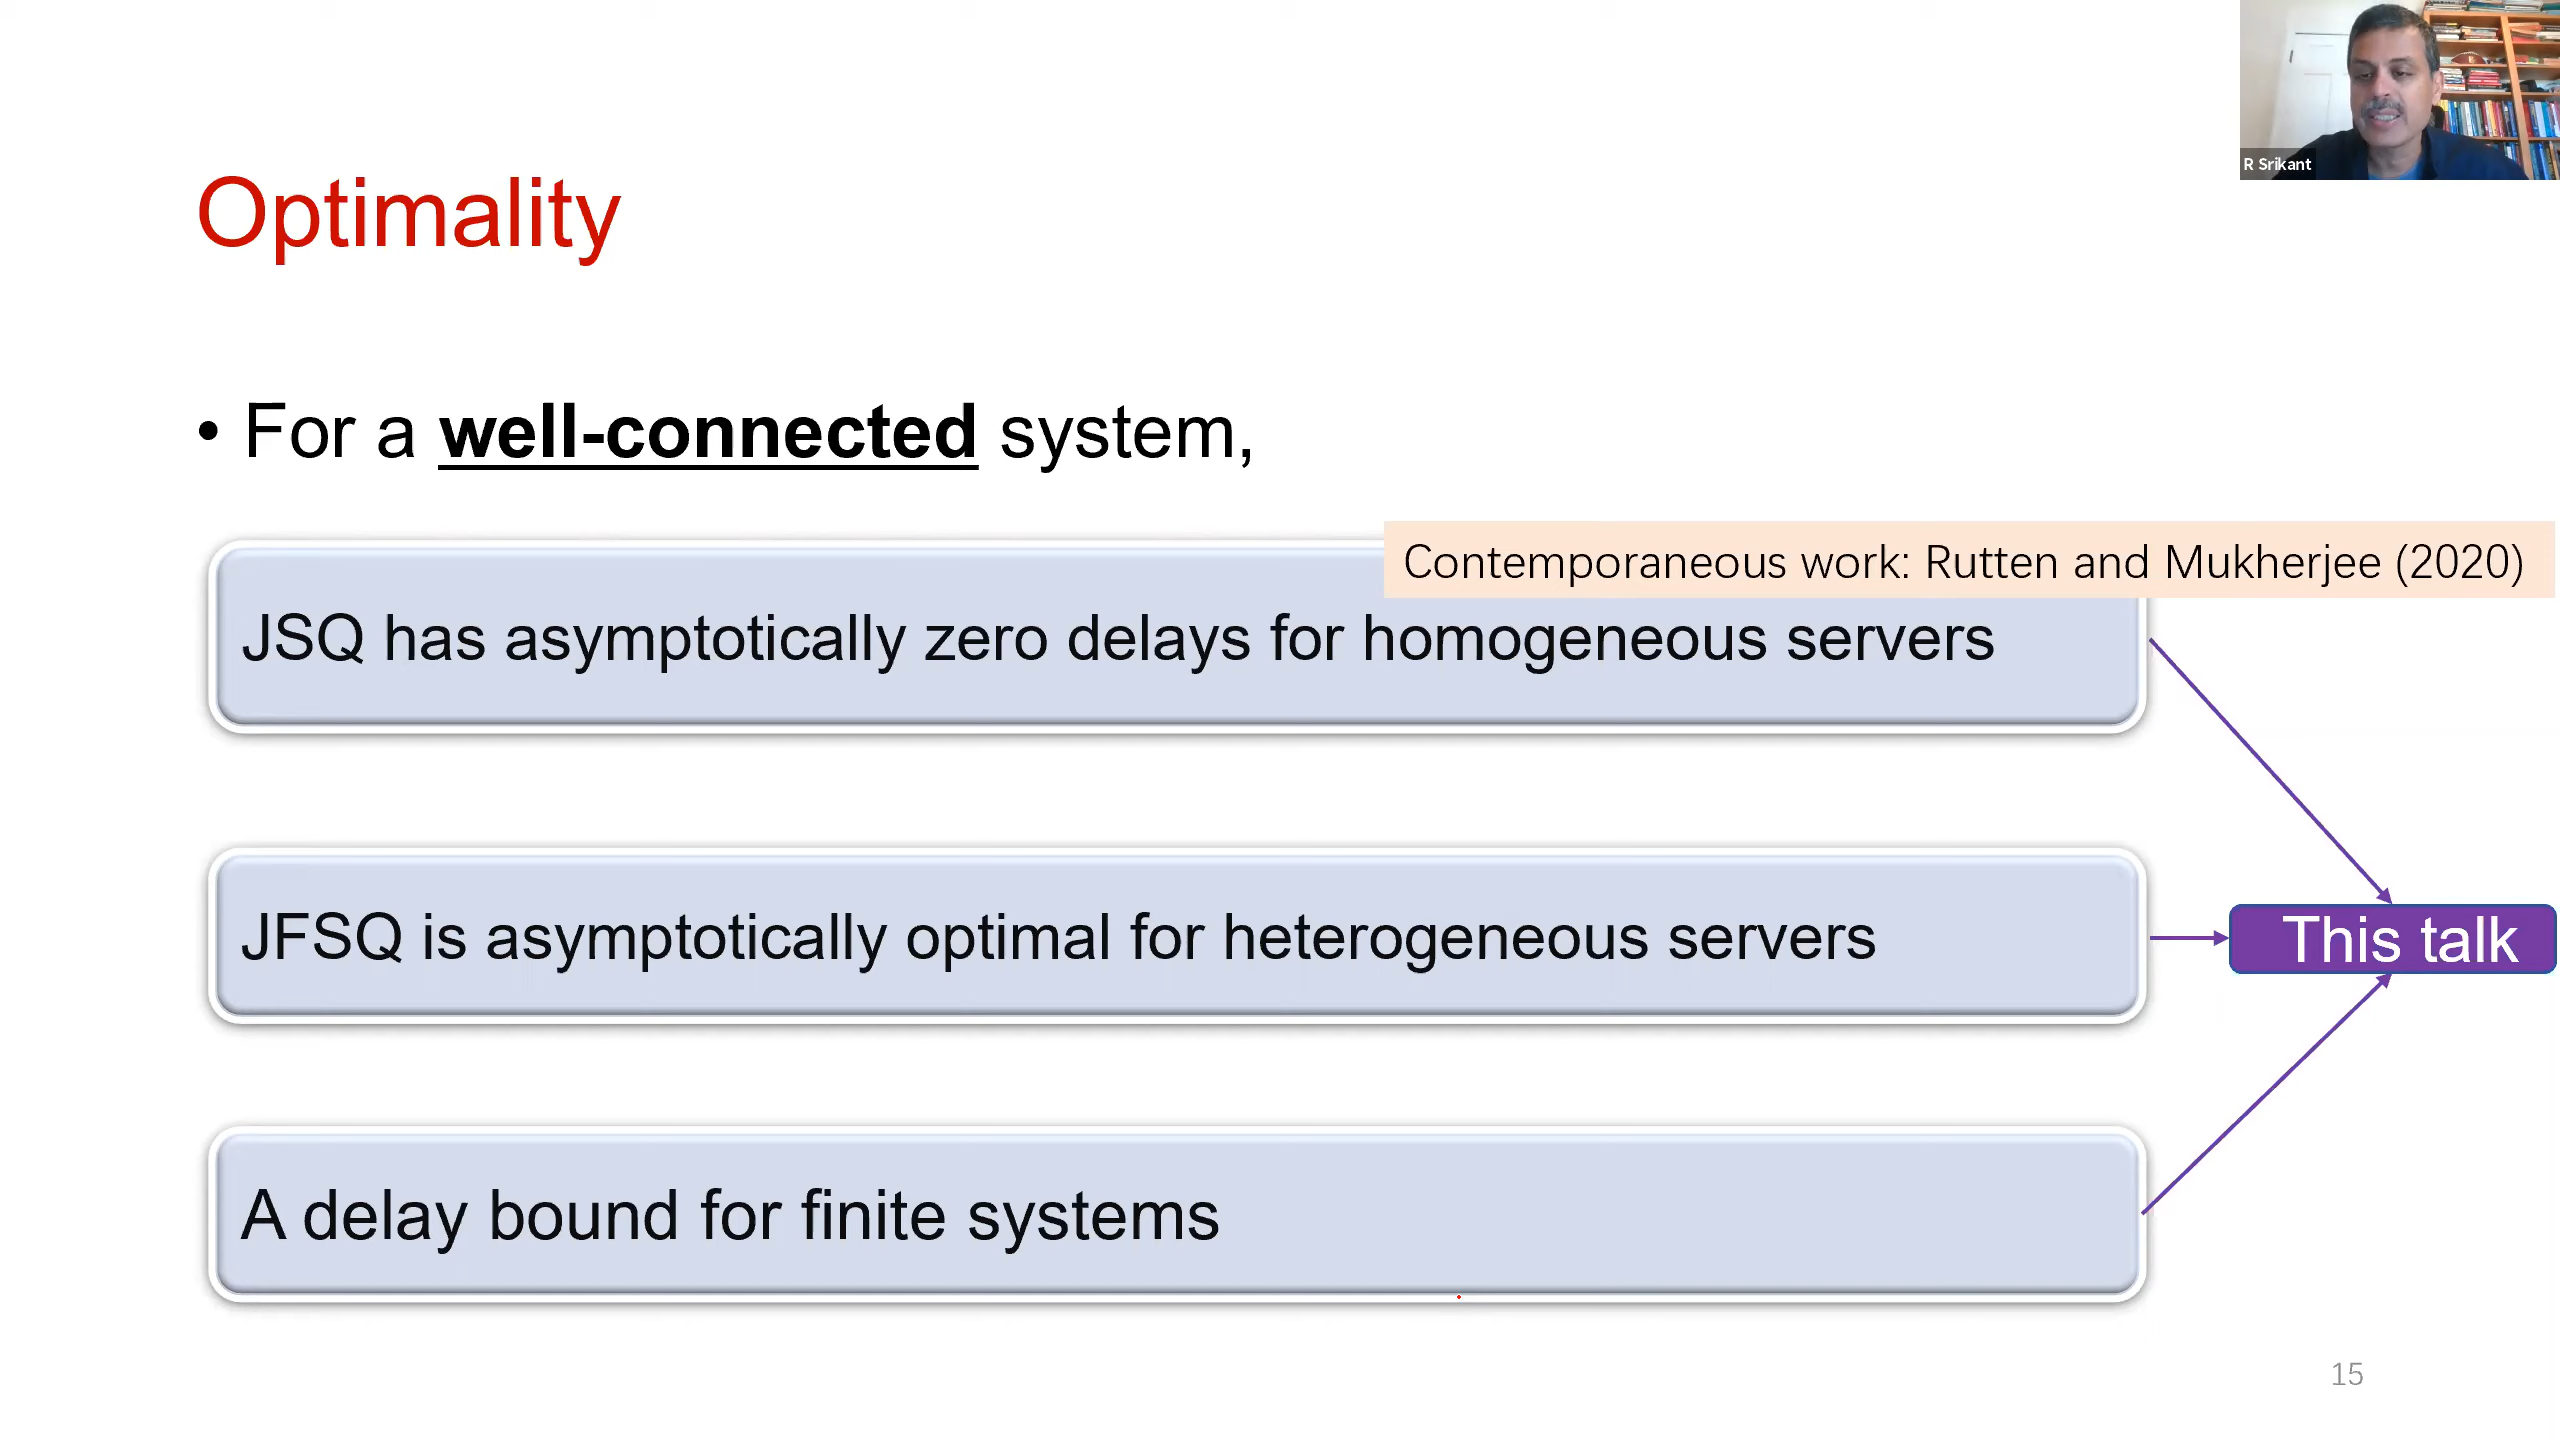 R Srikant
Optimality
• For a well-connected system,
Contemporaneous work: Rutten and Mukherjee (2020)
JSQ has asymptotically zero delays for homogeneous servers
JFSQ is asymptotically optimal for heterogeneous servers
This talk
A delay bound for finite systems
15